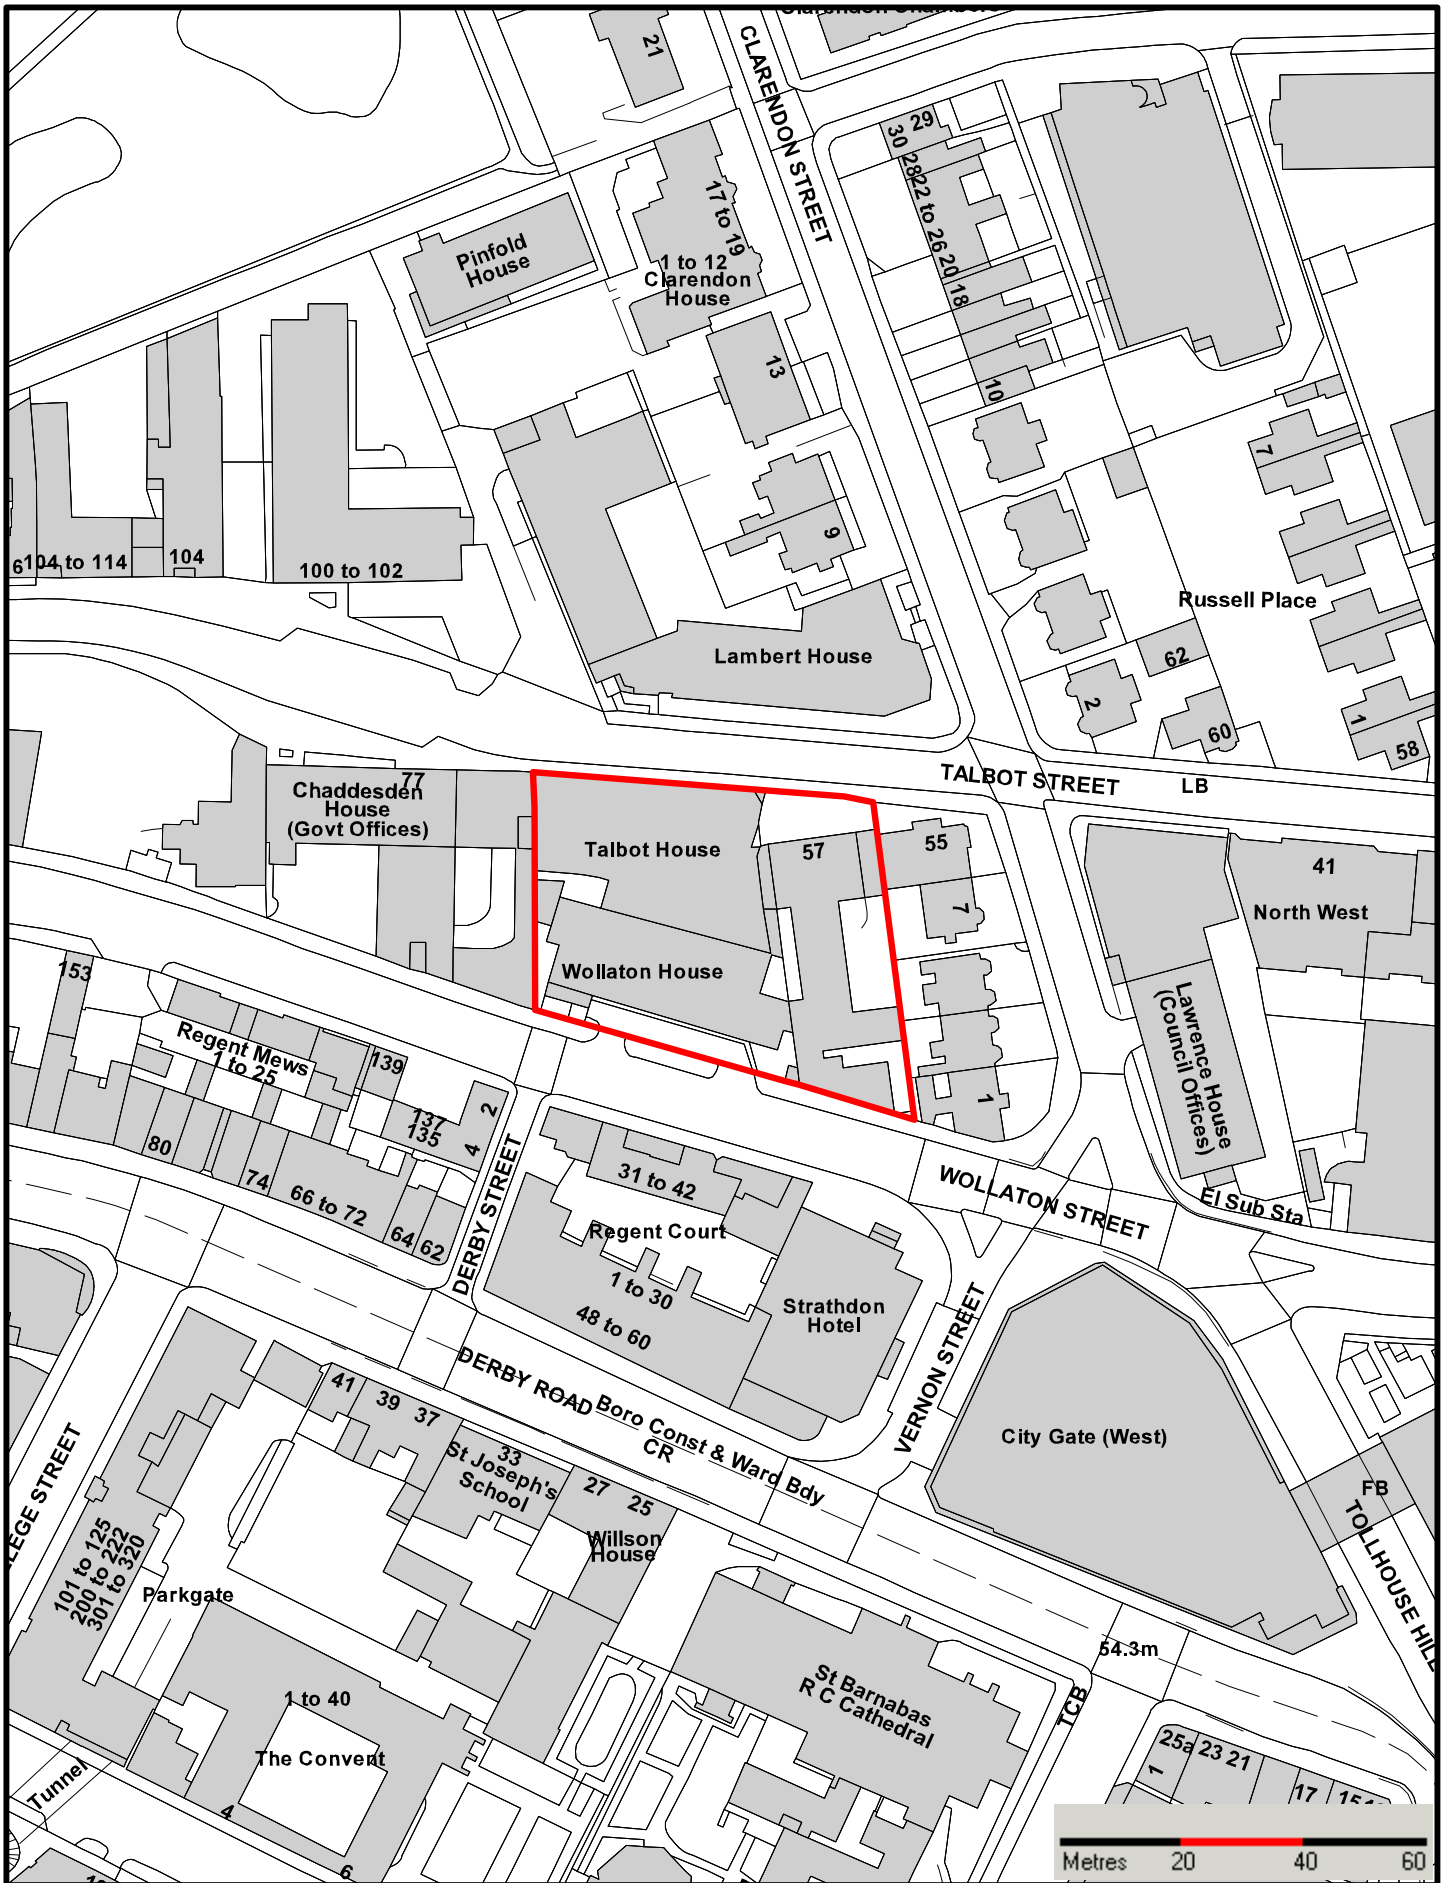 21
CLARENDON STREET
29
30
28
22 to 26
20
18
10
17 to 19
Pinfold
House
1 to 12
Clarendon
House
13
9
7
6
104 to 114
104
100 to 102
Lambert House
Russell Place
62
2
60
1
58
TALBOT STREET
LB
77
Chaddesden
House
(Govt Offices)
Talbot House
57
55
7
41
North West
Wollaton House
Lawrence House
(Council Offices)
153
Regent Mews
1 to 25
139
137
135
2
4
1
80
74
66 to 72
64
62
DERBY STREET
31 to 42
Regent Court
1 to 30
48 to 60
WOLLATON STREET
El Sub Sta
Strathdon
Hotel
VERNON STREET
DERBY ROAD
Boro Const & Ward Bdy
CR
City Gate (West)
FB
TOLLHOUSE HILL
41
39
37
33
St Joseph's
School
27
25
Willson
House
LEGE STREET
101 to 125
200 to 222
301 to 320
Parkgate
54.3m
St Barnabas
R C Cathedral
TCB
1 to 40
The Convent
Tunnel
4
6
25a
23
21
1
17
Metres 20 40 60